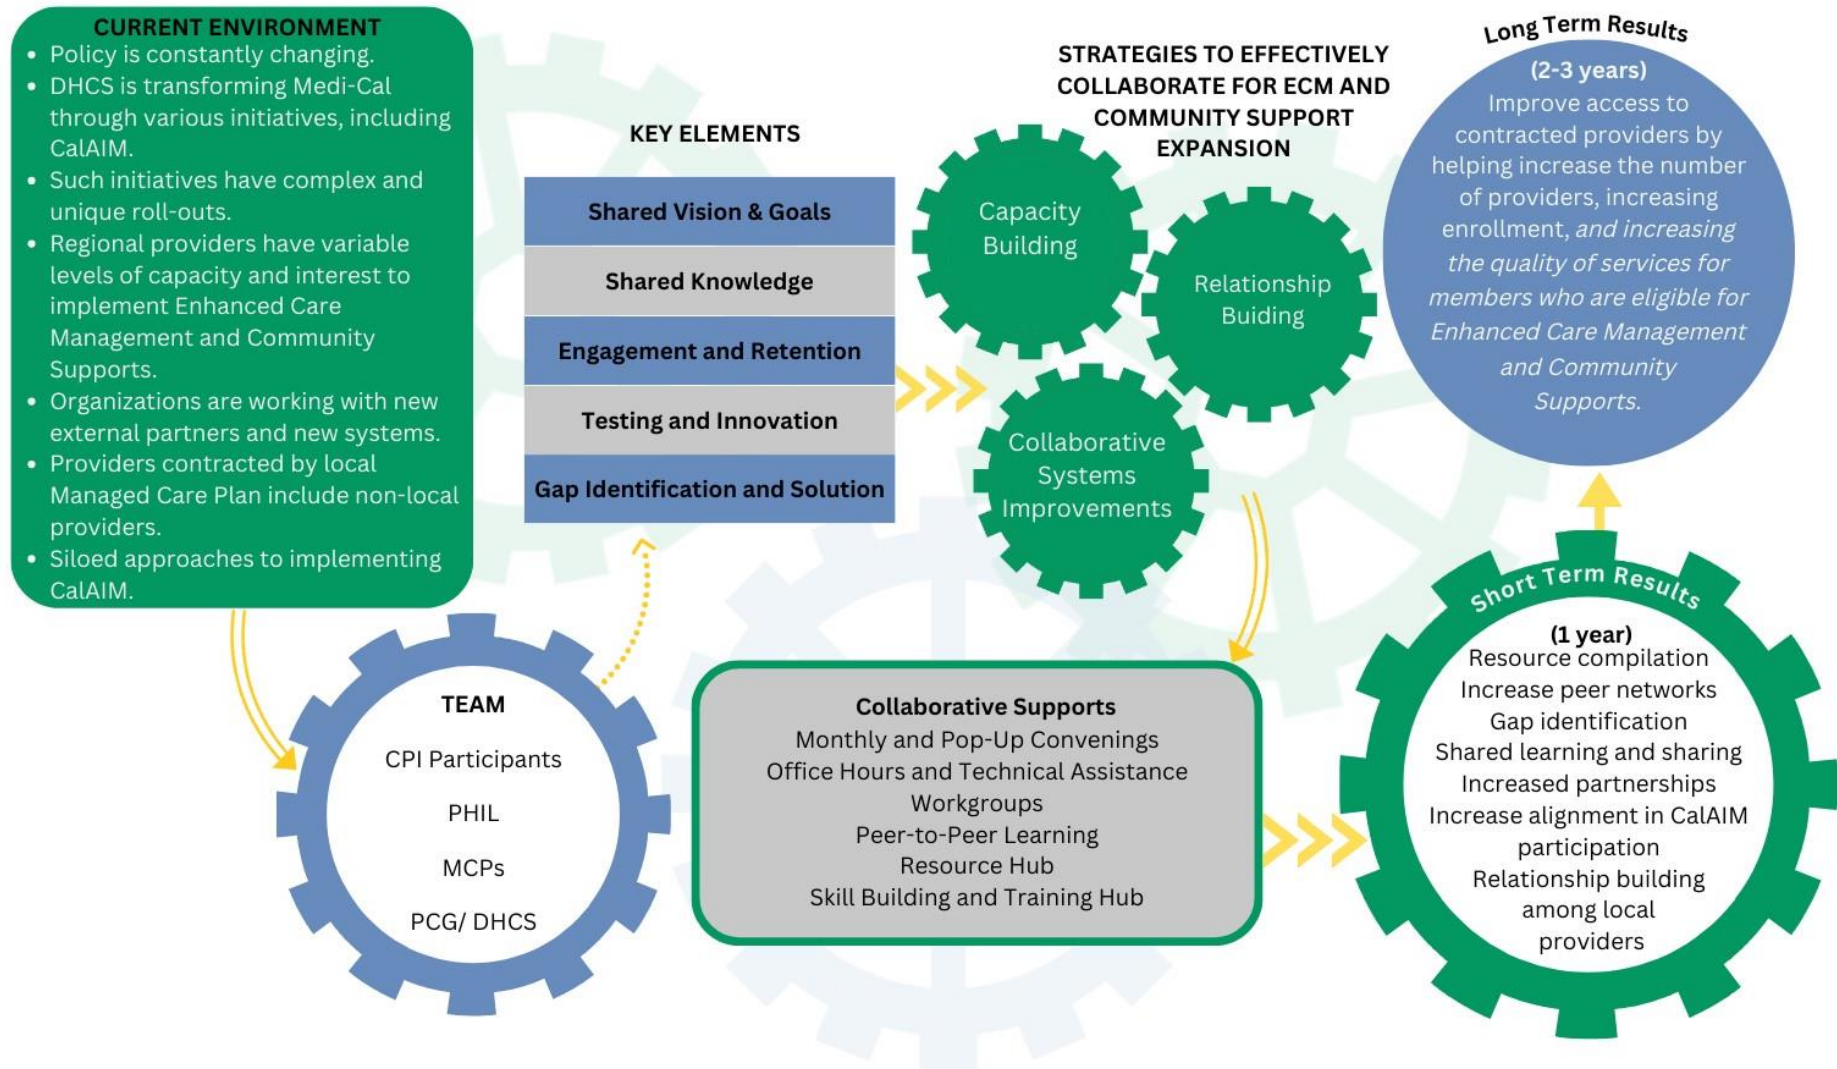 CURRENT ENVIRONMENT
• Policy is constantly changing.
• DHCS is transforming Medi-Cal
through various initiatives, including
CalAIM.
• Such initiatives have complex and
unique roll-outs.
• Regional providers have variable
levels of capacity and interest to
implement Enhanced Care
Management and Community
Supports.
• Organizations are working with new
external partners and new systems.
• Providers contracted by local
Managed Care Plan include non-local
providers.
• Siloed approaches to implementing
CalAIM.
TEAM
CPI Participants
PHIL
MCPs
PCG/ DHCS
KEY ELEMENTS
Shared Vision & Goals
Shared Knowledge
Engagement and Retention
Testing and Innovation
Gap Identification and Solution
STRATEGIES TO EFFECTIVELY
COLLABORATE FOR ECM AND
COMMUNITY SUPPORT
EXPANSION
Capacity
Building
Relationship
Buiding
Collaborative
Systems
Improvements
Collaborative Supports
Monthly and Pop-Up Convenings
Office Hours and Technical Assistance
Workgroups
Peer-to-Peer Learning
Resource Hub
Skill Building and Training Hub
Short Term Results
(1 year)
Resource compilation
Increase peer networks
Gap identification
Shared learning and sharing
Increased partnerships
Increase alignment in CalAIM
participation
Relationship building
among local
providers
Long Term Results
(2-3 years)
Improve access to
contracted providers by
helping increase the number
of providers, increasing
enrollment, and increasing
the quality of services for
members who are eligible for
Enhanced Care Management
and Community
Supports.